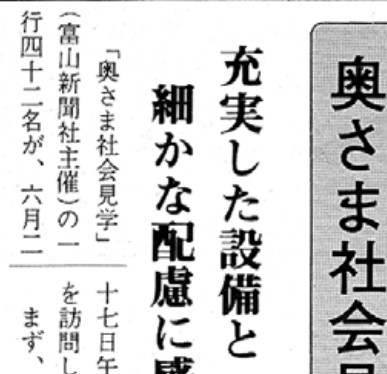 奥さま社会見
充実した設備と
細かな配慮に感
「奥さま社会見学」
(富山新聞社主催)の一
行四十二名が、六月二
十七日午
を訪問し
まず、